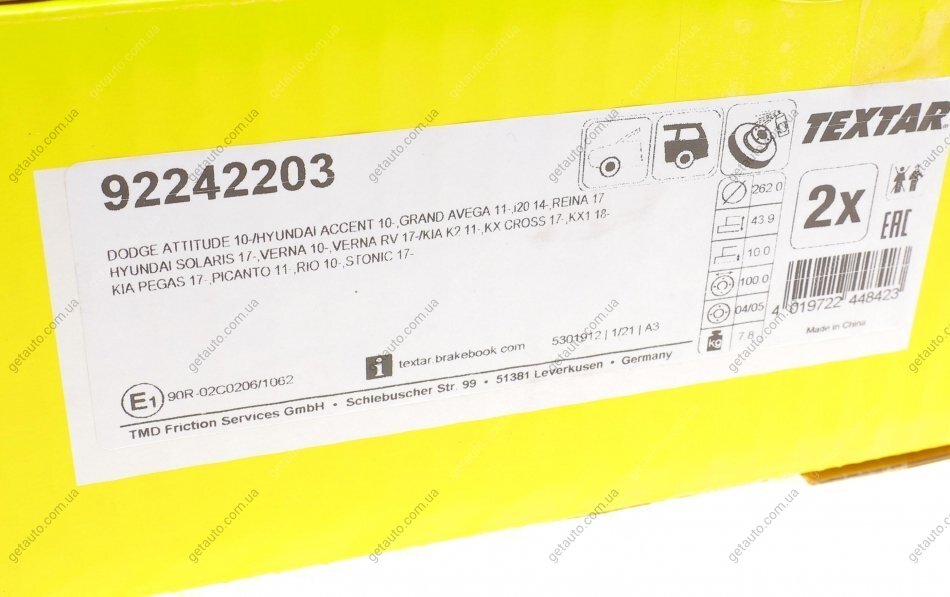 TEXTAR
92242203
2x
DODGE ATTITUDE 10-/HYUNDAI ACCENT 10-,GRAND AVEGA 11-,i20 14-,REINA 17
HYUNDAI SOLARIS 17-,VERNA 10-,VERNA RV 17-/KIA K2 11-,KX CROSS 17-,KX1 18-
KIA PEGAS 17-,PICANTO 11-,RIO 10-,STONIC 17-
262.0
43.9
10.0
100.0
04/05
kg 7.8
EAC
4 019722 448423
Made in China
i textar.brakebook.com
5301912 | 1/21 | A3
E1 90R-02C0206/1062
TMD Friction Services GmbH • Schlebuscher Str. 99 • 51381 Leverkusen • Germany
getauto.com.ua